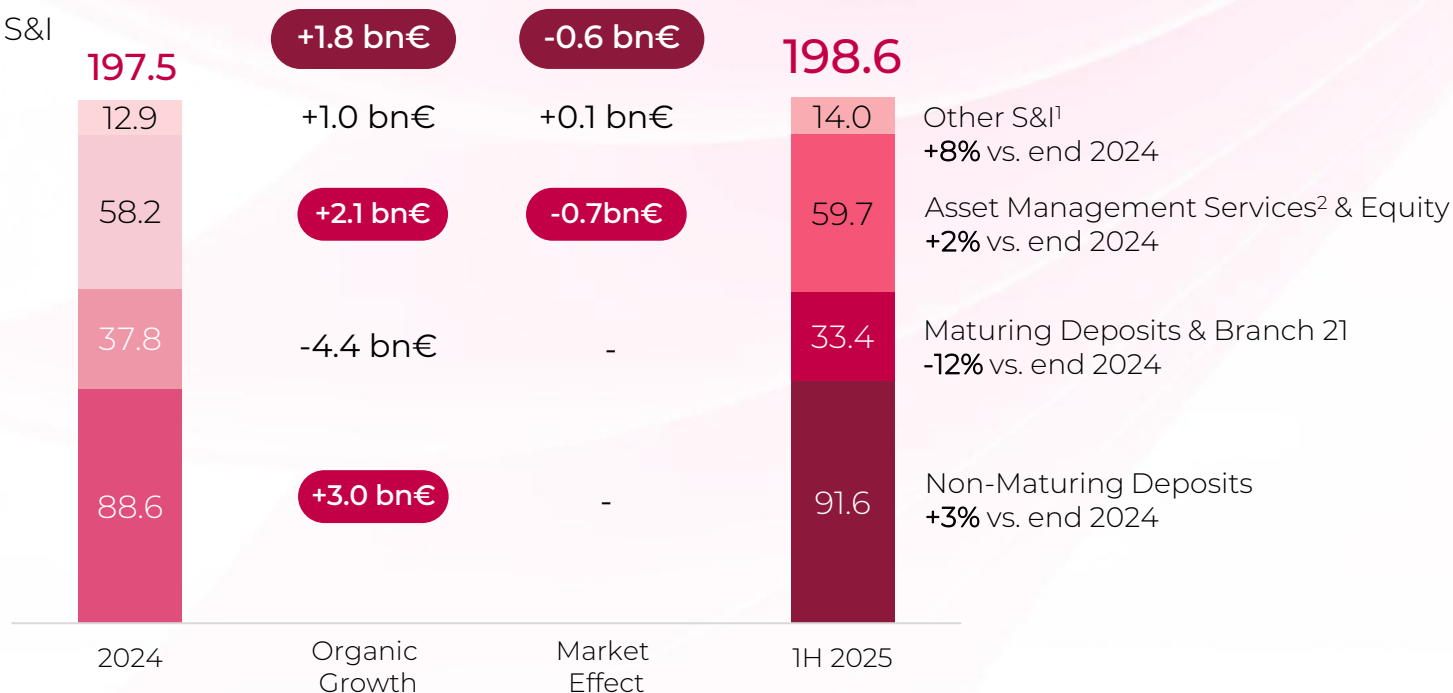 S&I
197.5
+1.8 bn€
-0.6 bn€
198.6
12.9
+1.0 bn€
+0.1 bn€
14.0
Other S&I¹
+8% vs. end 2024
58.2
+2.1 bn€
-0.7bn€
59.7
Asset Management Services² & Equity
+2% vs. end 2024
37.8
-4.4 bn€
-
33.4
Maturing Deposits & Branch 21
-12% vs. end 2024
88.6
+3.0 bn€
-
91.6
Non-Maturing Deposits
+3% vs. end 2024
2024
Organic
Growth
Market
Effect
1H 2025